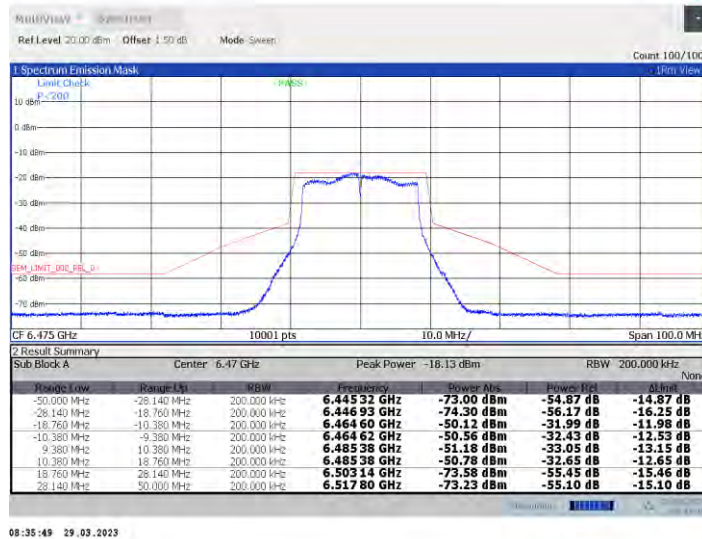 MultiView Spectrum
Ref Level 20.00 dBm Offset 1.50 dB Mode Sweep
Count 100/100
1 Spectrum Emission Mask 1Rm View
Limit Check PASS
P<200
10 dBm
0 dBm
-10 dBm
-20 dBm
-30 dBm
-40 dBm
-50 dBm
-60 dBm
-70 dBm
CF 6.475 GHz 10001 pts 10.0 MHz/ Span 100.0 MHz
2 Result Summary
Sub Block A Center 6.47 GHz Peak Power -18.13 dBm RBW 200.000 kHz
None
Range Low Range Up RBW Frequency Power Abs Power Rel ΔLimit
-50.000 MHz -28.140 MHz 200.000 kHz 6.445 32 GHz -73.00 dBm -54.87 dB -14.87 dB
-28.140 MHz -18.760 MHz 200.000 kHz 6.446 93 GHz -74.30 dBm -56.17 dB -16.25 dB
-18.760 MHz -10.380 MHz 200.000 kHz 6.464 60 GHz -50.12 dBm -31.99 dB -11.98 dB
-10.380 MHz -9.380 MHz 200.000 kHz 6.464 62 GHz -50.56 dBm -32.43 dB -12.53 dB
9.380 MHz 10.380 MHz 200.000 kHz 6.485 38 GHz -51.18 dBm -33.05 dB -13.15 dB
10.380 MHz 18.760 MHz 200.000 kHz 6.485 38 GHz -50.78 dBm -32.65 dB -12.65 dB
18.760 MHz 28.140 MHz 200.000 kHz 6.503 14 GHz -73.58 dBm -55.45 dB -15.46 dB
28.140 MHz 50.000 MHz 200.000 kHz 6.517 80 GHz -73.23 dBm -55.10 dB -15.10 dB
08:35:49 29.03.2023